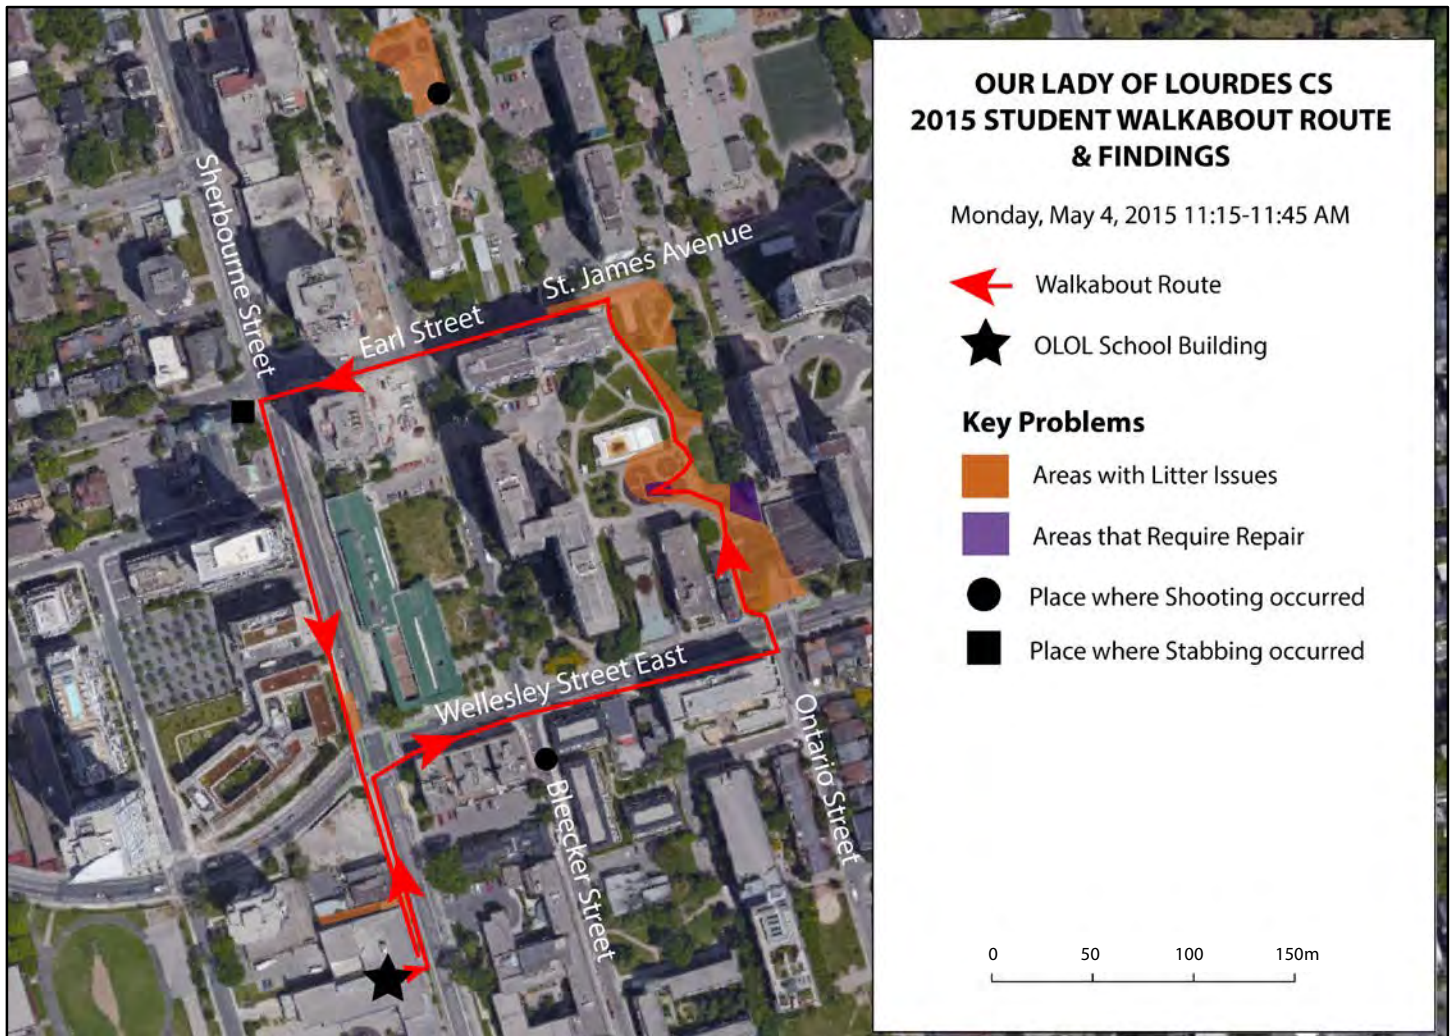 OUR LADY OF LOURDES CS
2015 STUDENT WALKABOUT ROUTE
& FINDINGS
Monday, May 4, 2015 11:15-11:45 AM
Walkabout Route
OLOL School Building
Key Problems
Areas with Litter Issues
Areas that Require Repair
Place where Shooting occurred
Place where Stabbing occurred
0 50 100 150m
Sherbourne Street
St. James Avenue
Earl Street
Wellesley Street East
Ontario Street
Bleecker Street